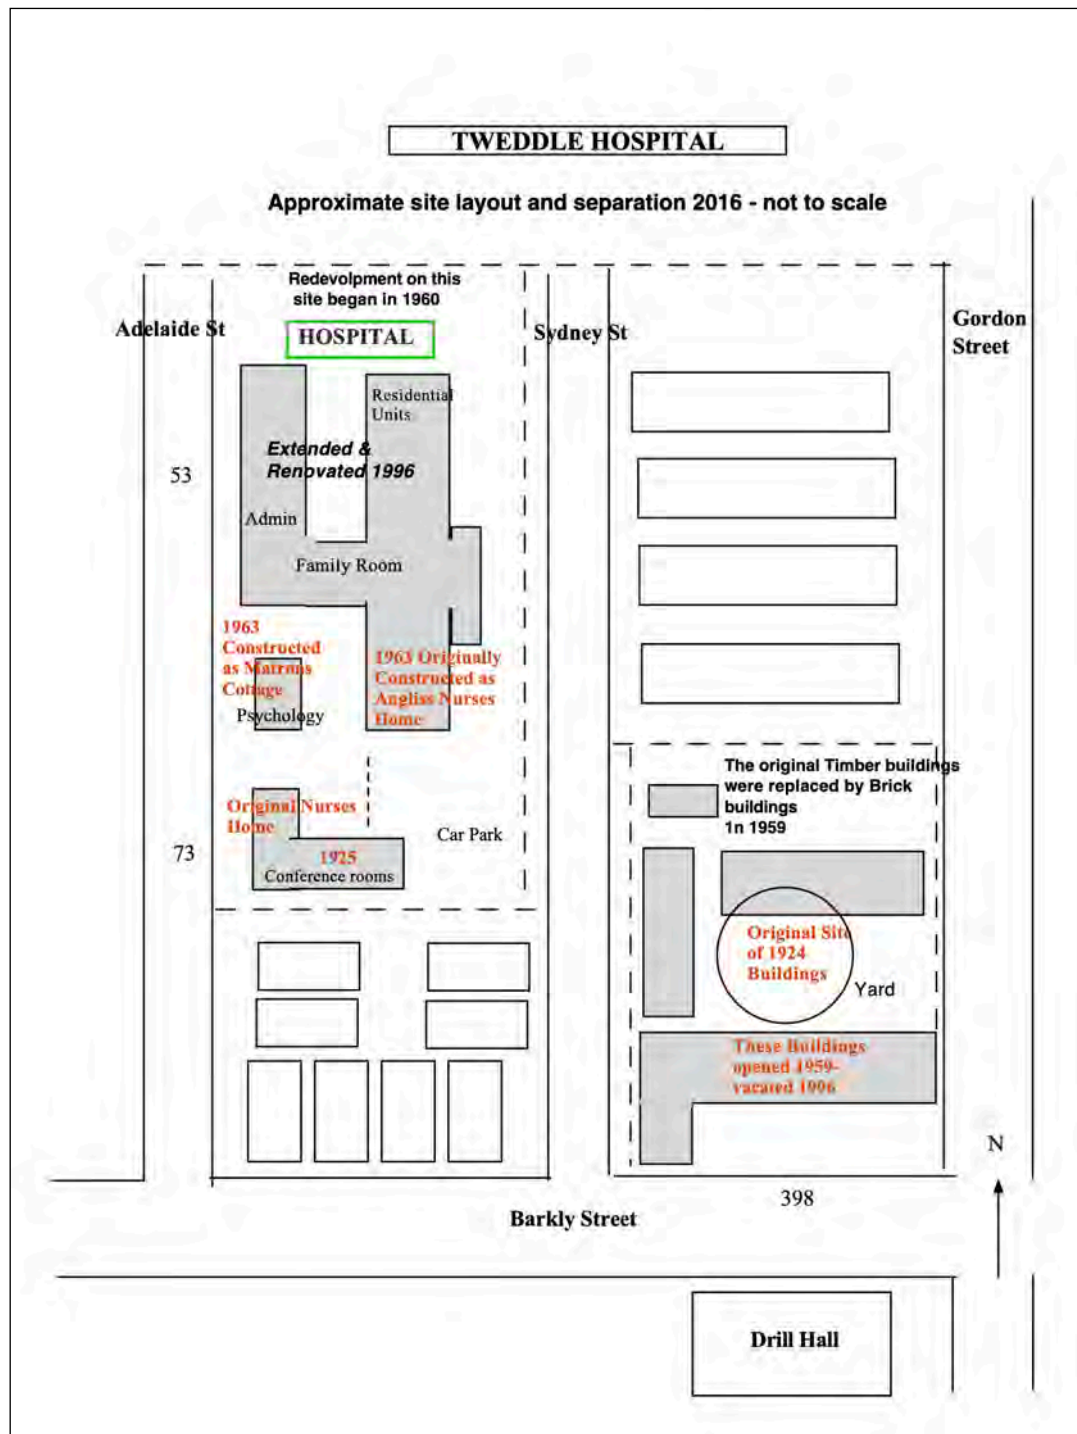 TWEDDLE HOSPITAL
Approximate site layout and separation 2016 - not to scale
Redevolpment on this
site began in 1960
HOSPITAL
Adelaide St
Sydney St
Gordon
Street
Residential
Units
Extended &
Renovated 1996
53
Admin
Family Room
1963
Constructed
as Matrons
Cottage
Psychology
1963 Originally
Constructed as
Angliss Nurses
Home
The original Timber buildings
were replaced by Brick
buildings
1n 1959
Original Nurses
Home
73
1925
Conference rooms
Car Park
Original Site
of 1924
Buildings
Yard
These Buildings
opened 1959-
vacated 1996
N
398
Barkly Street
Drill Hall